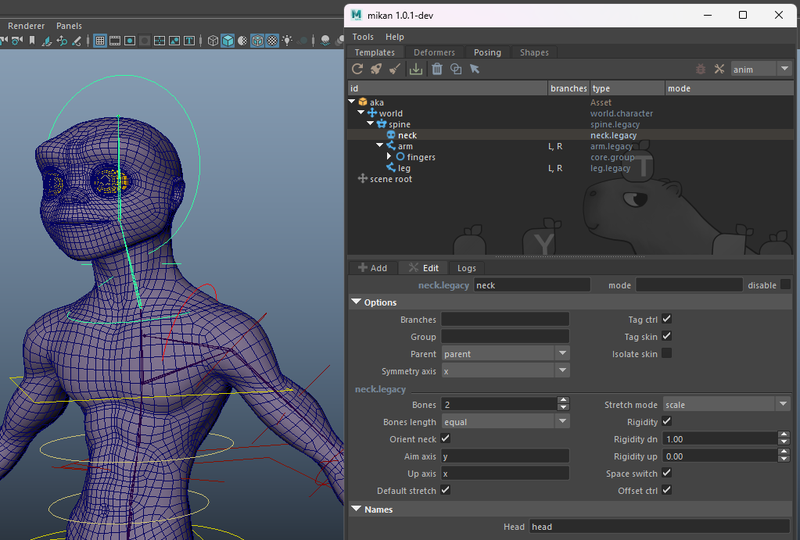 Renderer Panels
mikan 1.0.1-dev
Tools Help
Templates Deformers Posing Shapes
anim
id branches type mode
aka Asset
world world.character
spine spine.legacy
neck neck.legacy
arm L, R arm.legacy
fingers core.group
leg L, R leg.legacy
scene root
T
Y
Add Edit Logs
neck.legacy neck mode disable
Options
Branches Tag ctrl
Group Tag skin
Parent parent Isolate skin
Symmetry axis x
neck.legacy
Bones 2 Stretch mode scale
Bones length equal Rigidity
Orient neck Rigidity dn 1.00
Aim axis y Rigidity up 0.00
Up axis x Space switch
Default stretch Offset ctrl
Names
Head head